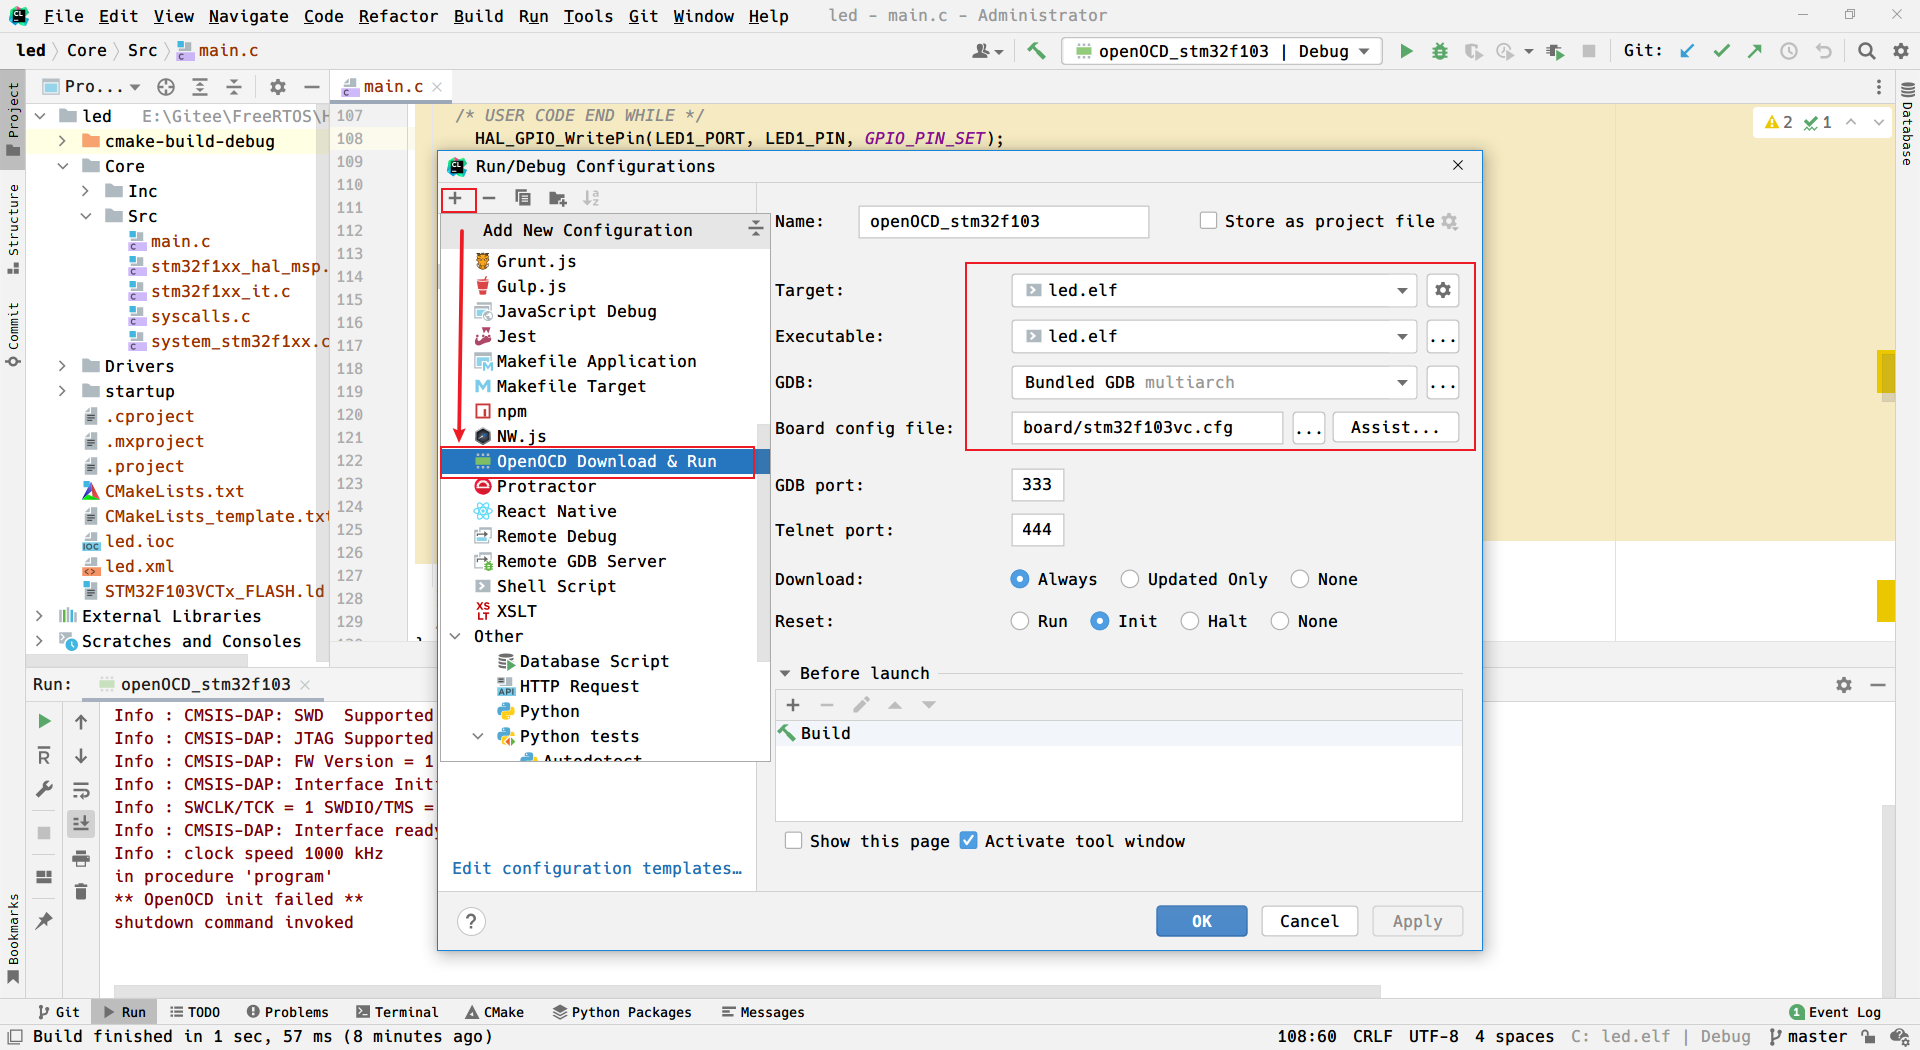 File Edit View Navigate Code Refactor Build Run Tools Git Window Help led - main.c - Administrator
led Core Src main.c
openOCD_stm32f103 | Debug Git:
Project
Structure
Commit
Bookmarks
Database
Pro...
led E:\Gitee\FreeRTOS\H
cmake-build-debug
Core
Inc
Src
main.c
stm32f1xx_hal_msp.
stm32f1xx_it.c
syscalls.c
system_stm32f1xx.c
Drivers
startup
.cproject
.mxproject
.project
CMakeLists.txt
CMakeLists_template.txt
led.ioc
led.xml
STM32F103VCTx_FLASH.ld
External Libraries
Scratches and Consoles
main.c
107 /* USER CODE END WHILE */
108 HAL_GPIO_WritePin(LED1_PORT, LED1_PIN, GPIO_PIN_SET);
109
110
111
112
113
114
115
116
117
118
119
120
121
122
123
124
125
126
127
128
129
2 1
Run/Debug Configurations
Add New Configuration
Grunt.js
Gulp.js
JavaScript Debug
Jest
Makefile Application
Makefile Target
npm
NW.js
OpenOCD Download & Run
Protractor
React Native
Remote Debug
Remote GDB Server
Shell Script
XSLT
Other
Database Script
HTTP Request
Python
Python tests
Autodetect
Edit configuration templates...
Name: openOCD_stm32f103 Store as project file
Target: led.elf
Executable: led.elf ...
GDB: Bundled GDB multiarch ...
Board config file: board/stm32f103vc.cfg ... Assist...
GDB port: 333
Telnet port: 444
Download: Always Updated Only None
Reset: Run Init Halt None
Before launch
Build
Show this page Activate tool window
? OK Cancel Apply
Run: openOCD_stm32f103
Info : CMSIS-DAP: SWD  Supported
Info : CMSIS-DAP: JTAG Supported
Info : CMSIS-DAP: FW Version = 1
Info : CMSIS-DAP: Interface Init
Info : SWCLK/TCK = 1 SWDIO/TMS =
Info : CMSIS-DAP: Interface ready
Info : clock speed 1000 kHz
in procedure 'program'
** OpenOCD init failed **
shutdown command invoked
Git Run TODO Problems Terminal CMake Python Packages Messages 1 Event Log
Build finished in 1 sec, 57 ms (8 minutes ago) 108:60 CRLF UTF-8 4 spaces C: led.elf | Debug master